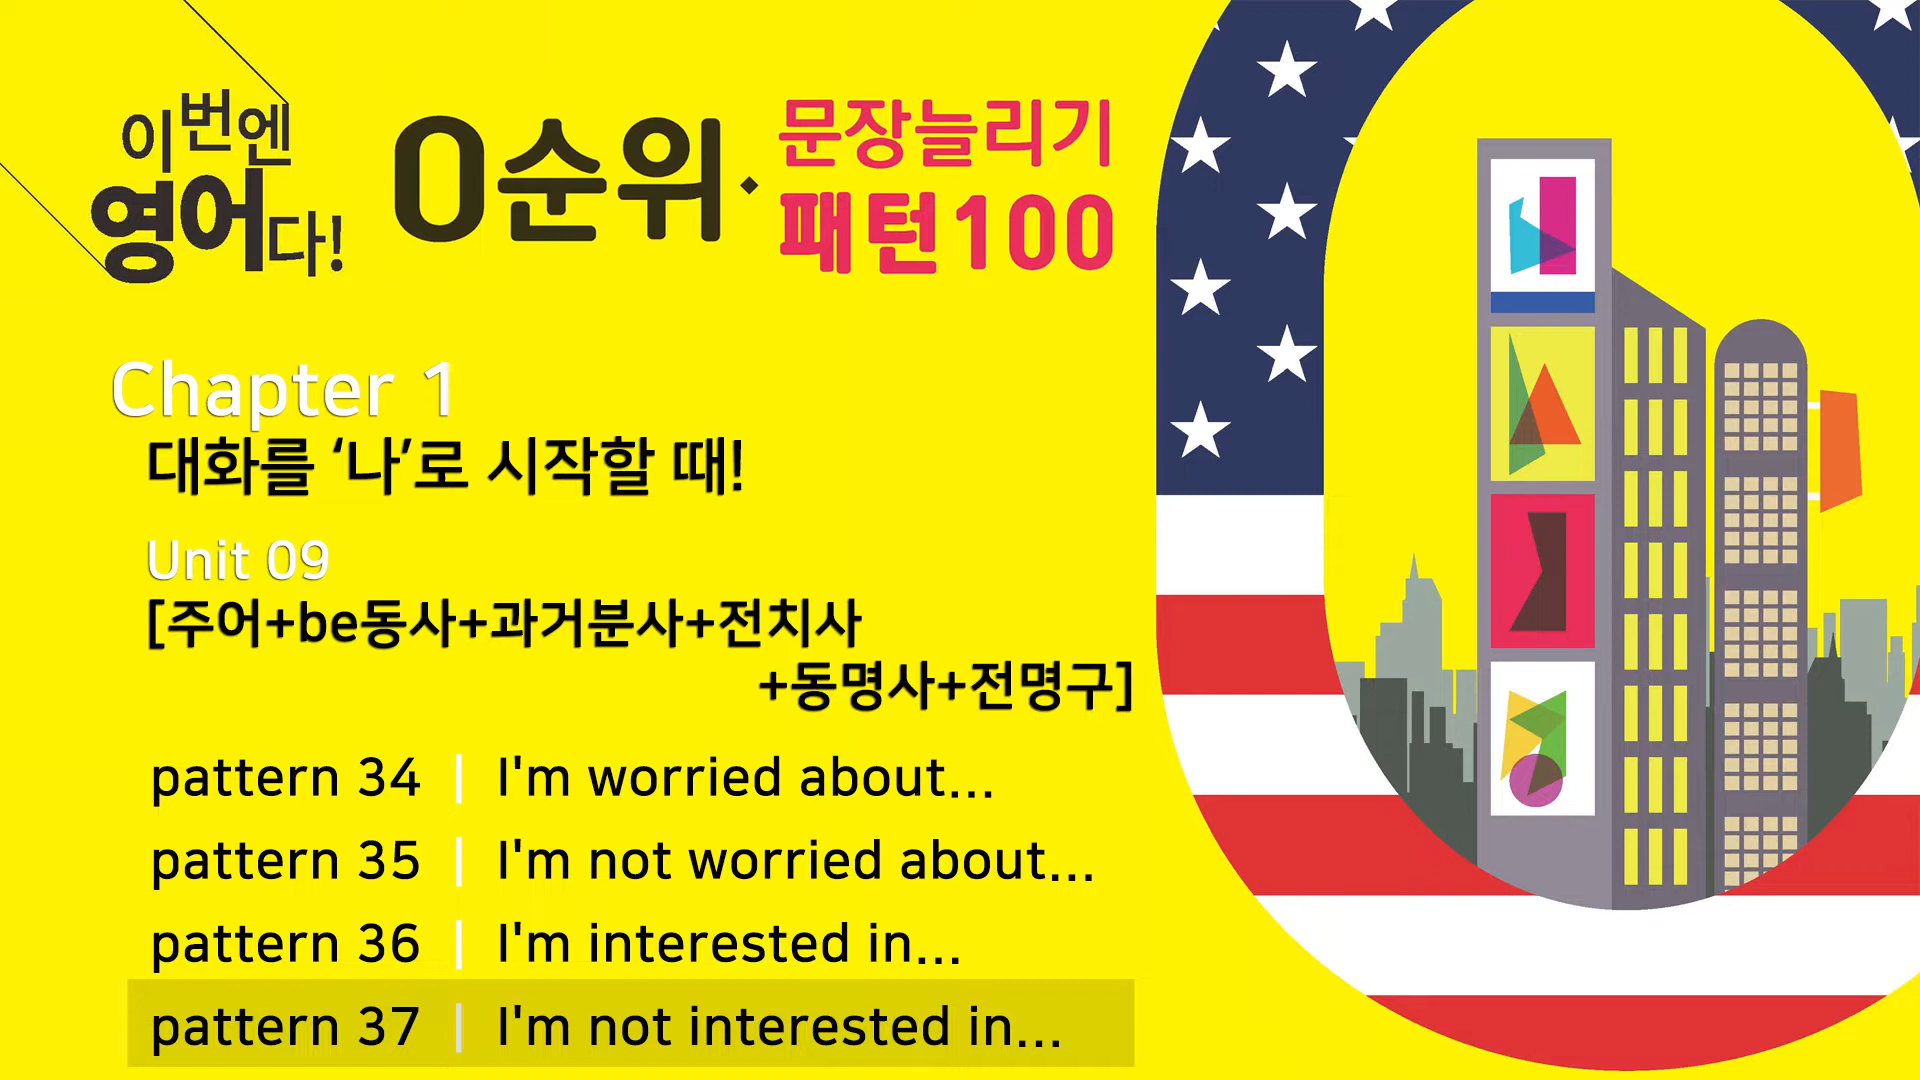 이번엔
영어다!
0순위·
문장늘리기
패턴100
Chapter 1
대화를 ‘나’로 시작할 때!
Unit 09
[주어+be동사+과거분사+전치사
+동명사+전명구]
pattern 34 | I'm worried about...
pattern 35 | I'm not worried about...
pattern 36 | I'm interested in...
pattern 37 | I'm not interested in...